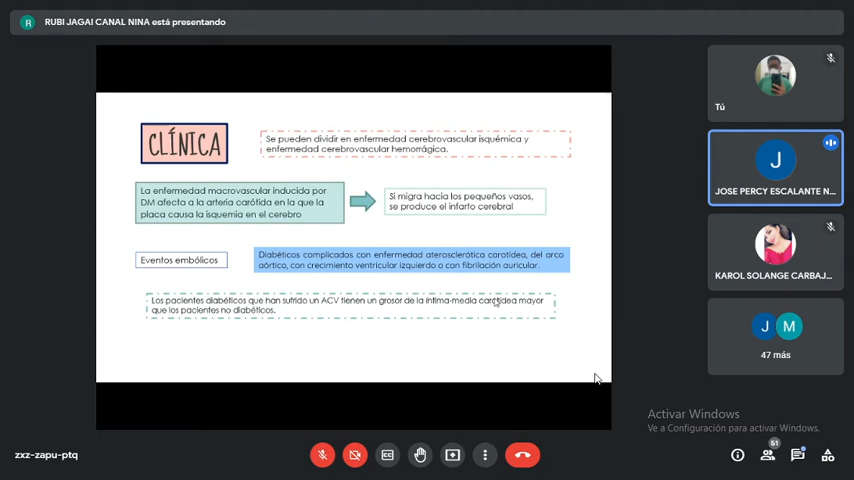 R RUBI JAGAI CANAL NINA está presentando
CLÍNICA
Se pueden dividir en enfermedad cerebrovascular isquémica y
enfermedad cerebrovascular hemorrágica.
La enfermedad macrovascular inducida por
DM afecta a la arteria carótida en la que la
placa causa la isquemia en el cerebro
Si migra hacia los pequeños vasos,
se produce el infarto cerebral
Eventos embólicos
Diabéticos complicados con enfermedad aterosclerótica carotídea, del arco
aórtico, con crecimiento ventricular izquierdo o con fibrilación auricular.
Los pacientes diabéticos que han sufrido un ACV tienen un grosor de la íntima-media carotídea mayor
que los pacientes no diabéticos.
Tú
J
JOSE PERCY ESCALANTE N...
KAROL SOLANGE CARBAJ...
J M
47 más
Activar Windows
Ve a Configuración para activar Windows.
zxz-zapu-ptq
CC
51